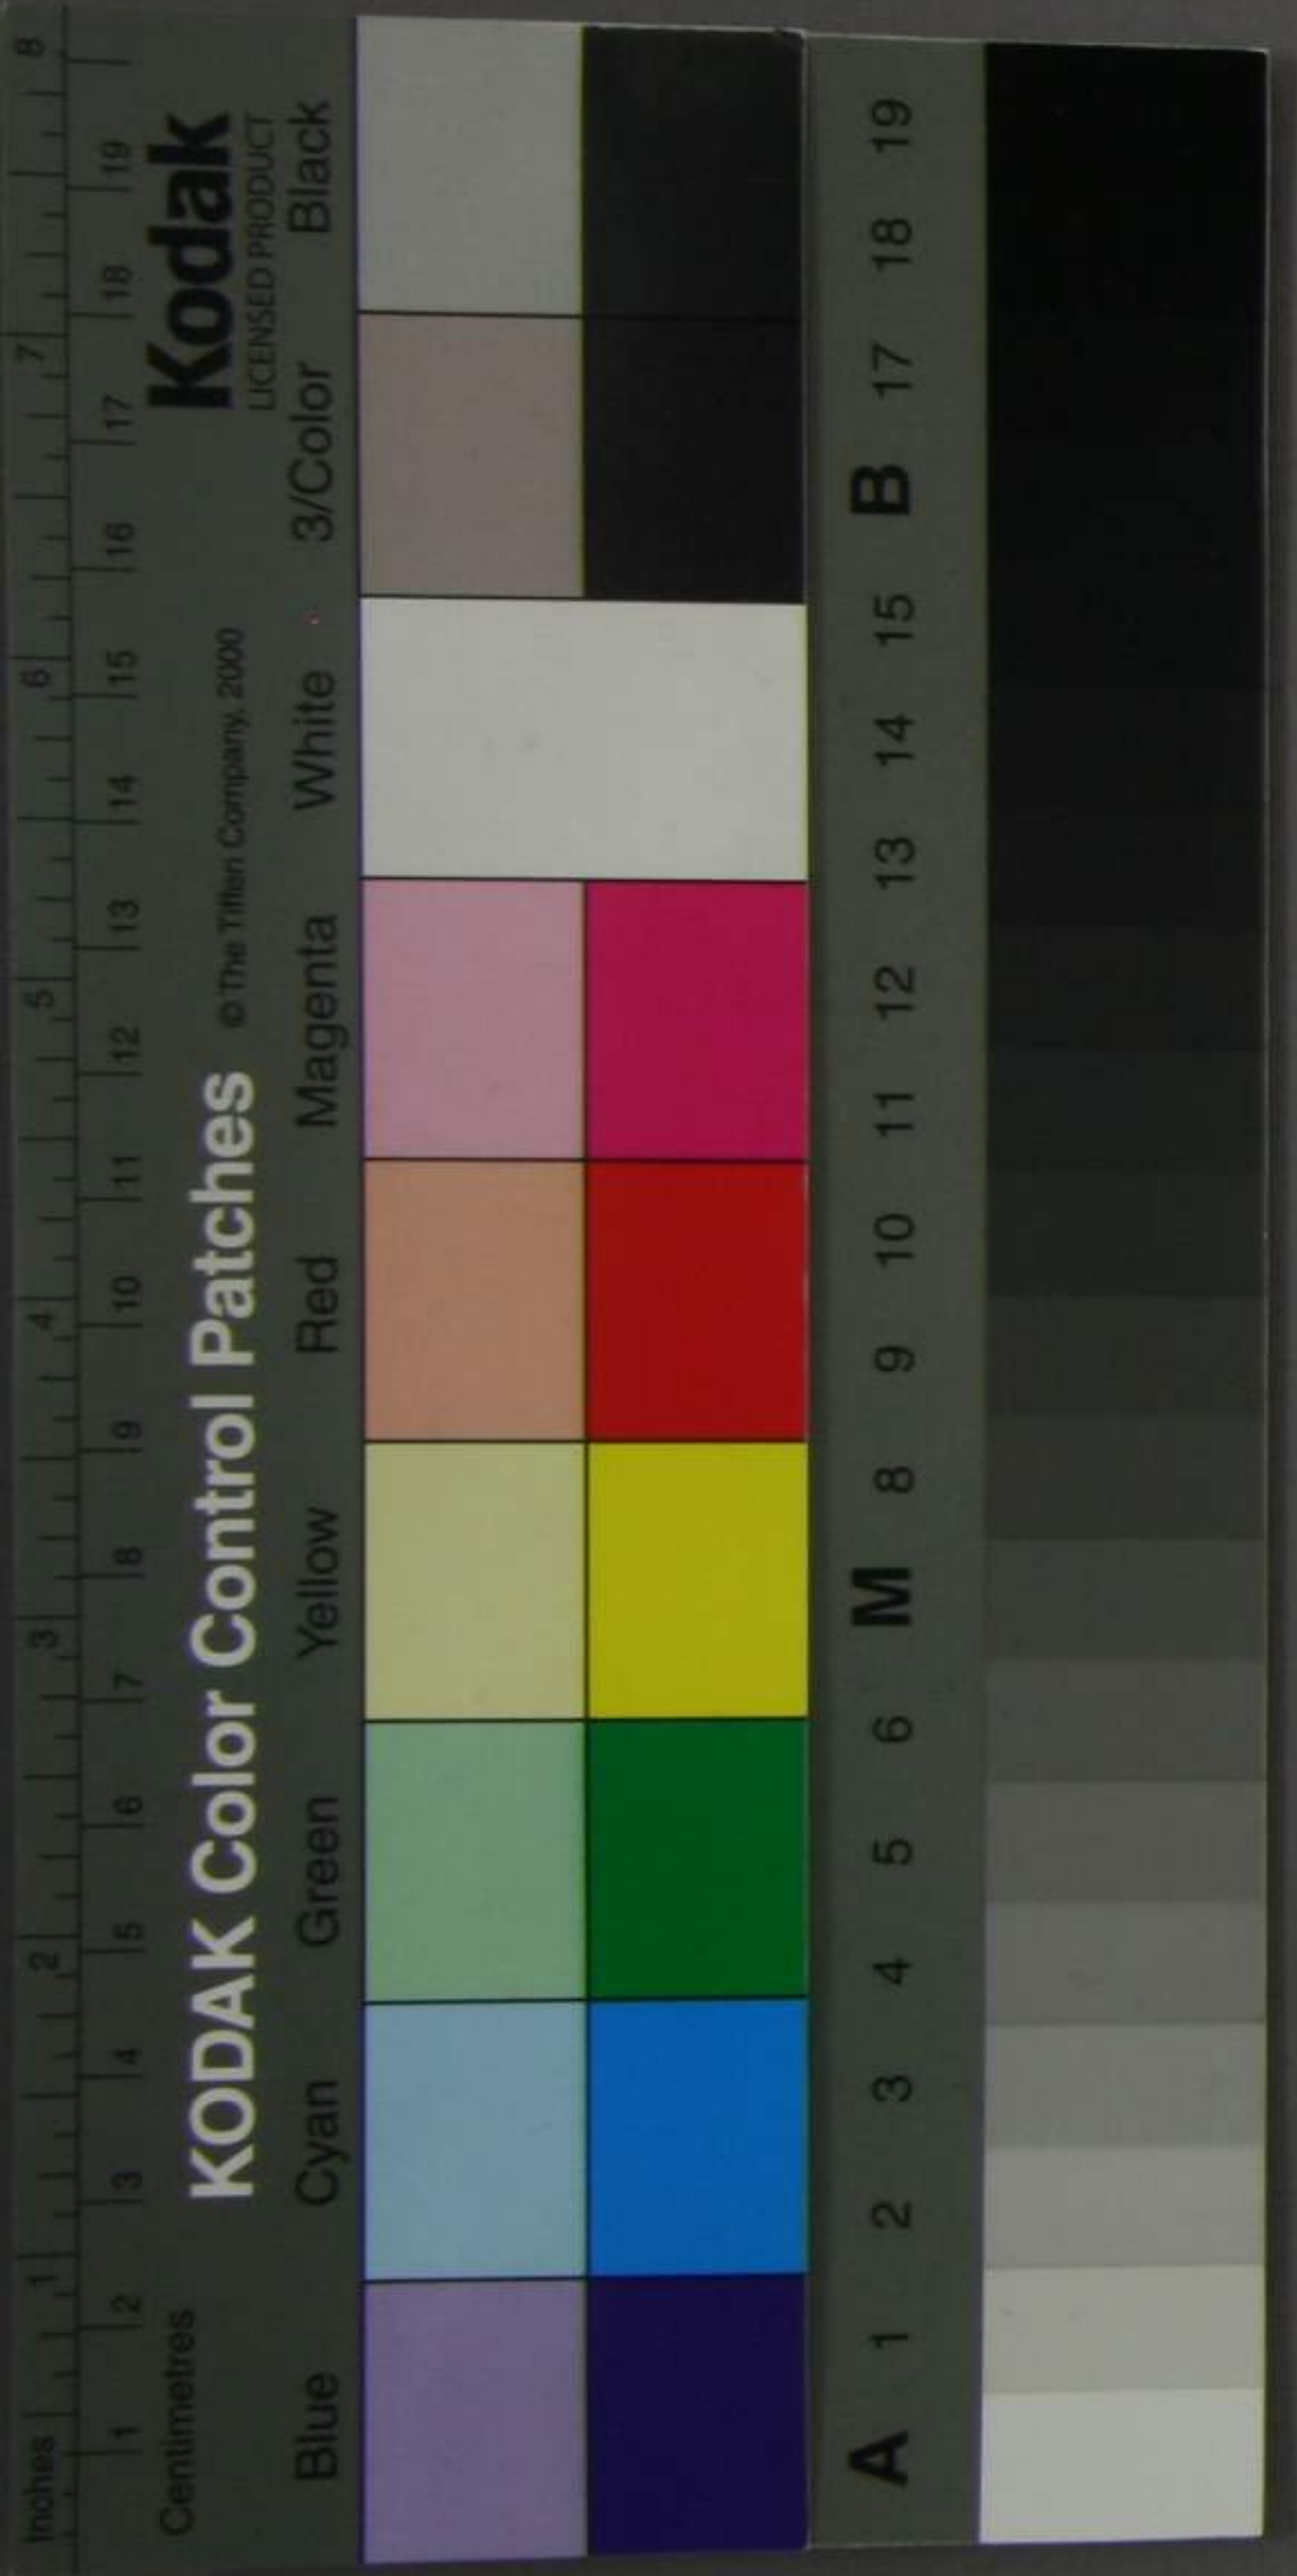 Inches 1 2 3 4 5 6 7 8
1 2 3 4 5 6 7 8 9 10 11 12 13 14 15 16 17 18 19
Centimetres
KODAK Color Control Patches © The Tiffen Company, 2000
Kodak
LICENSED PRODUCT
Blue Cyan Green Yellow Red Magenta White 3/Color Black
A 1 2 3 4 5 6 M 8 9 10 11 12 13 14 15 B 17 18 19